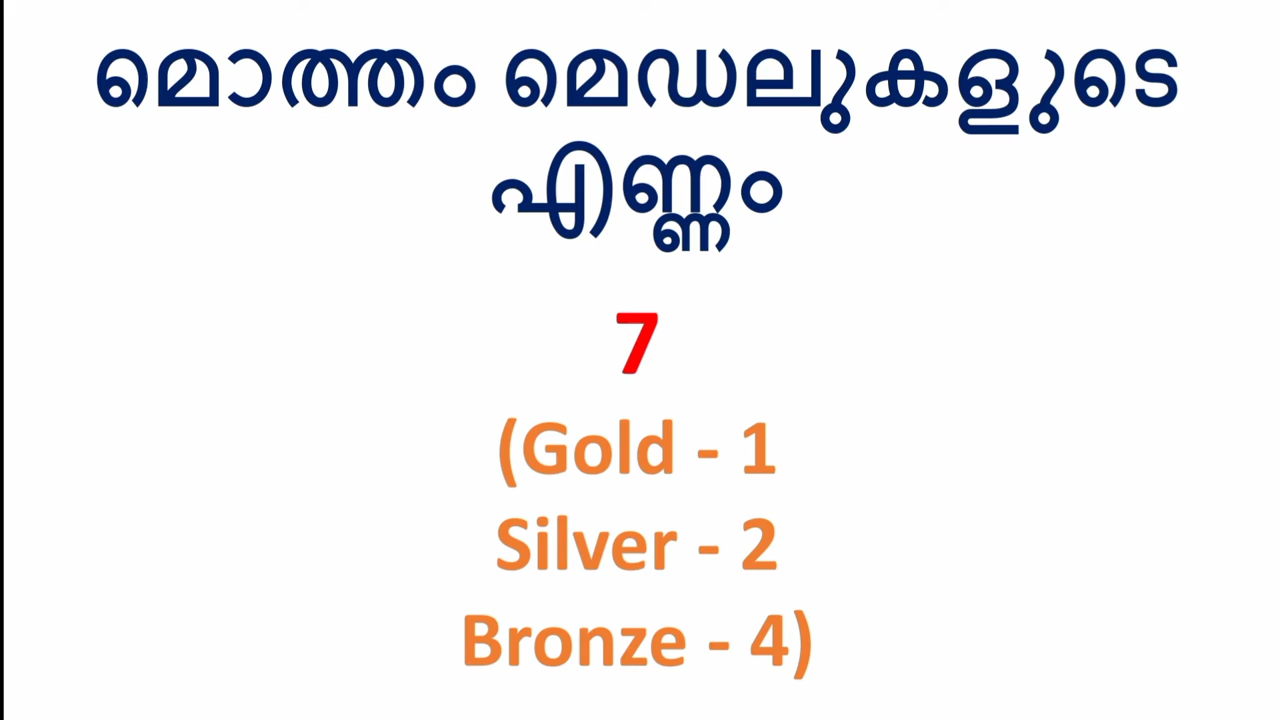 മൊത്തം മെഡലുകളുടെ
എണ്ണം
7
(Gold - 1
Silver - 2
Bronze - 4)